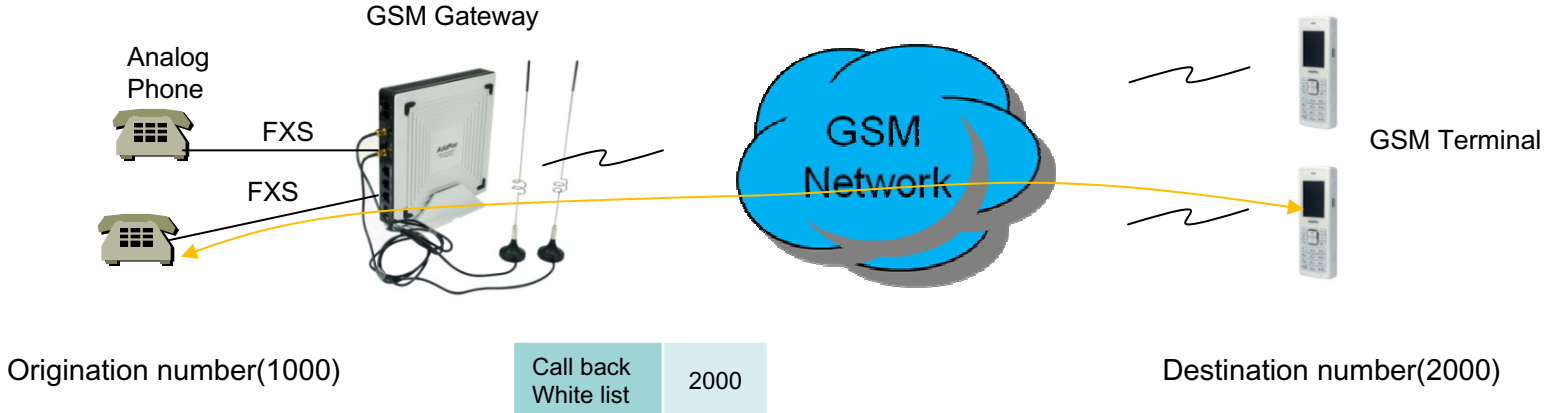 GSM Gateway
Analog
Phone
FXS
FXS
AddPac
GSM
Network
GSM Terminal
Origination number(1000)
Call back
White list
2000
Destination number(2000)